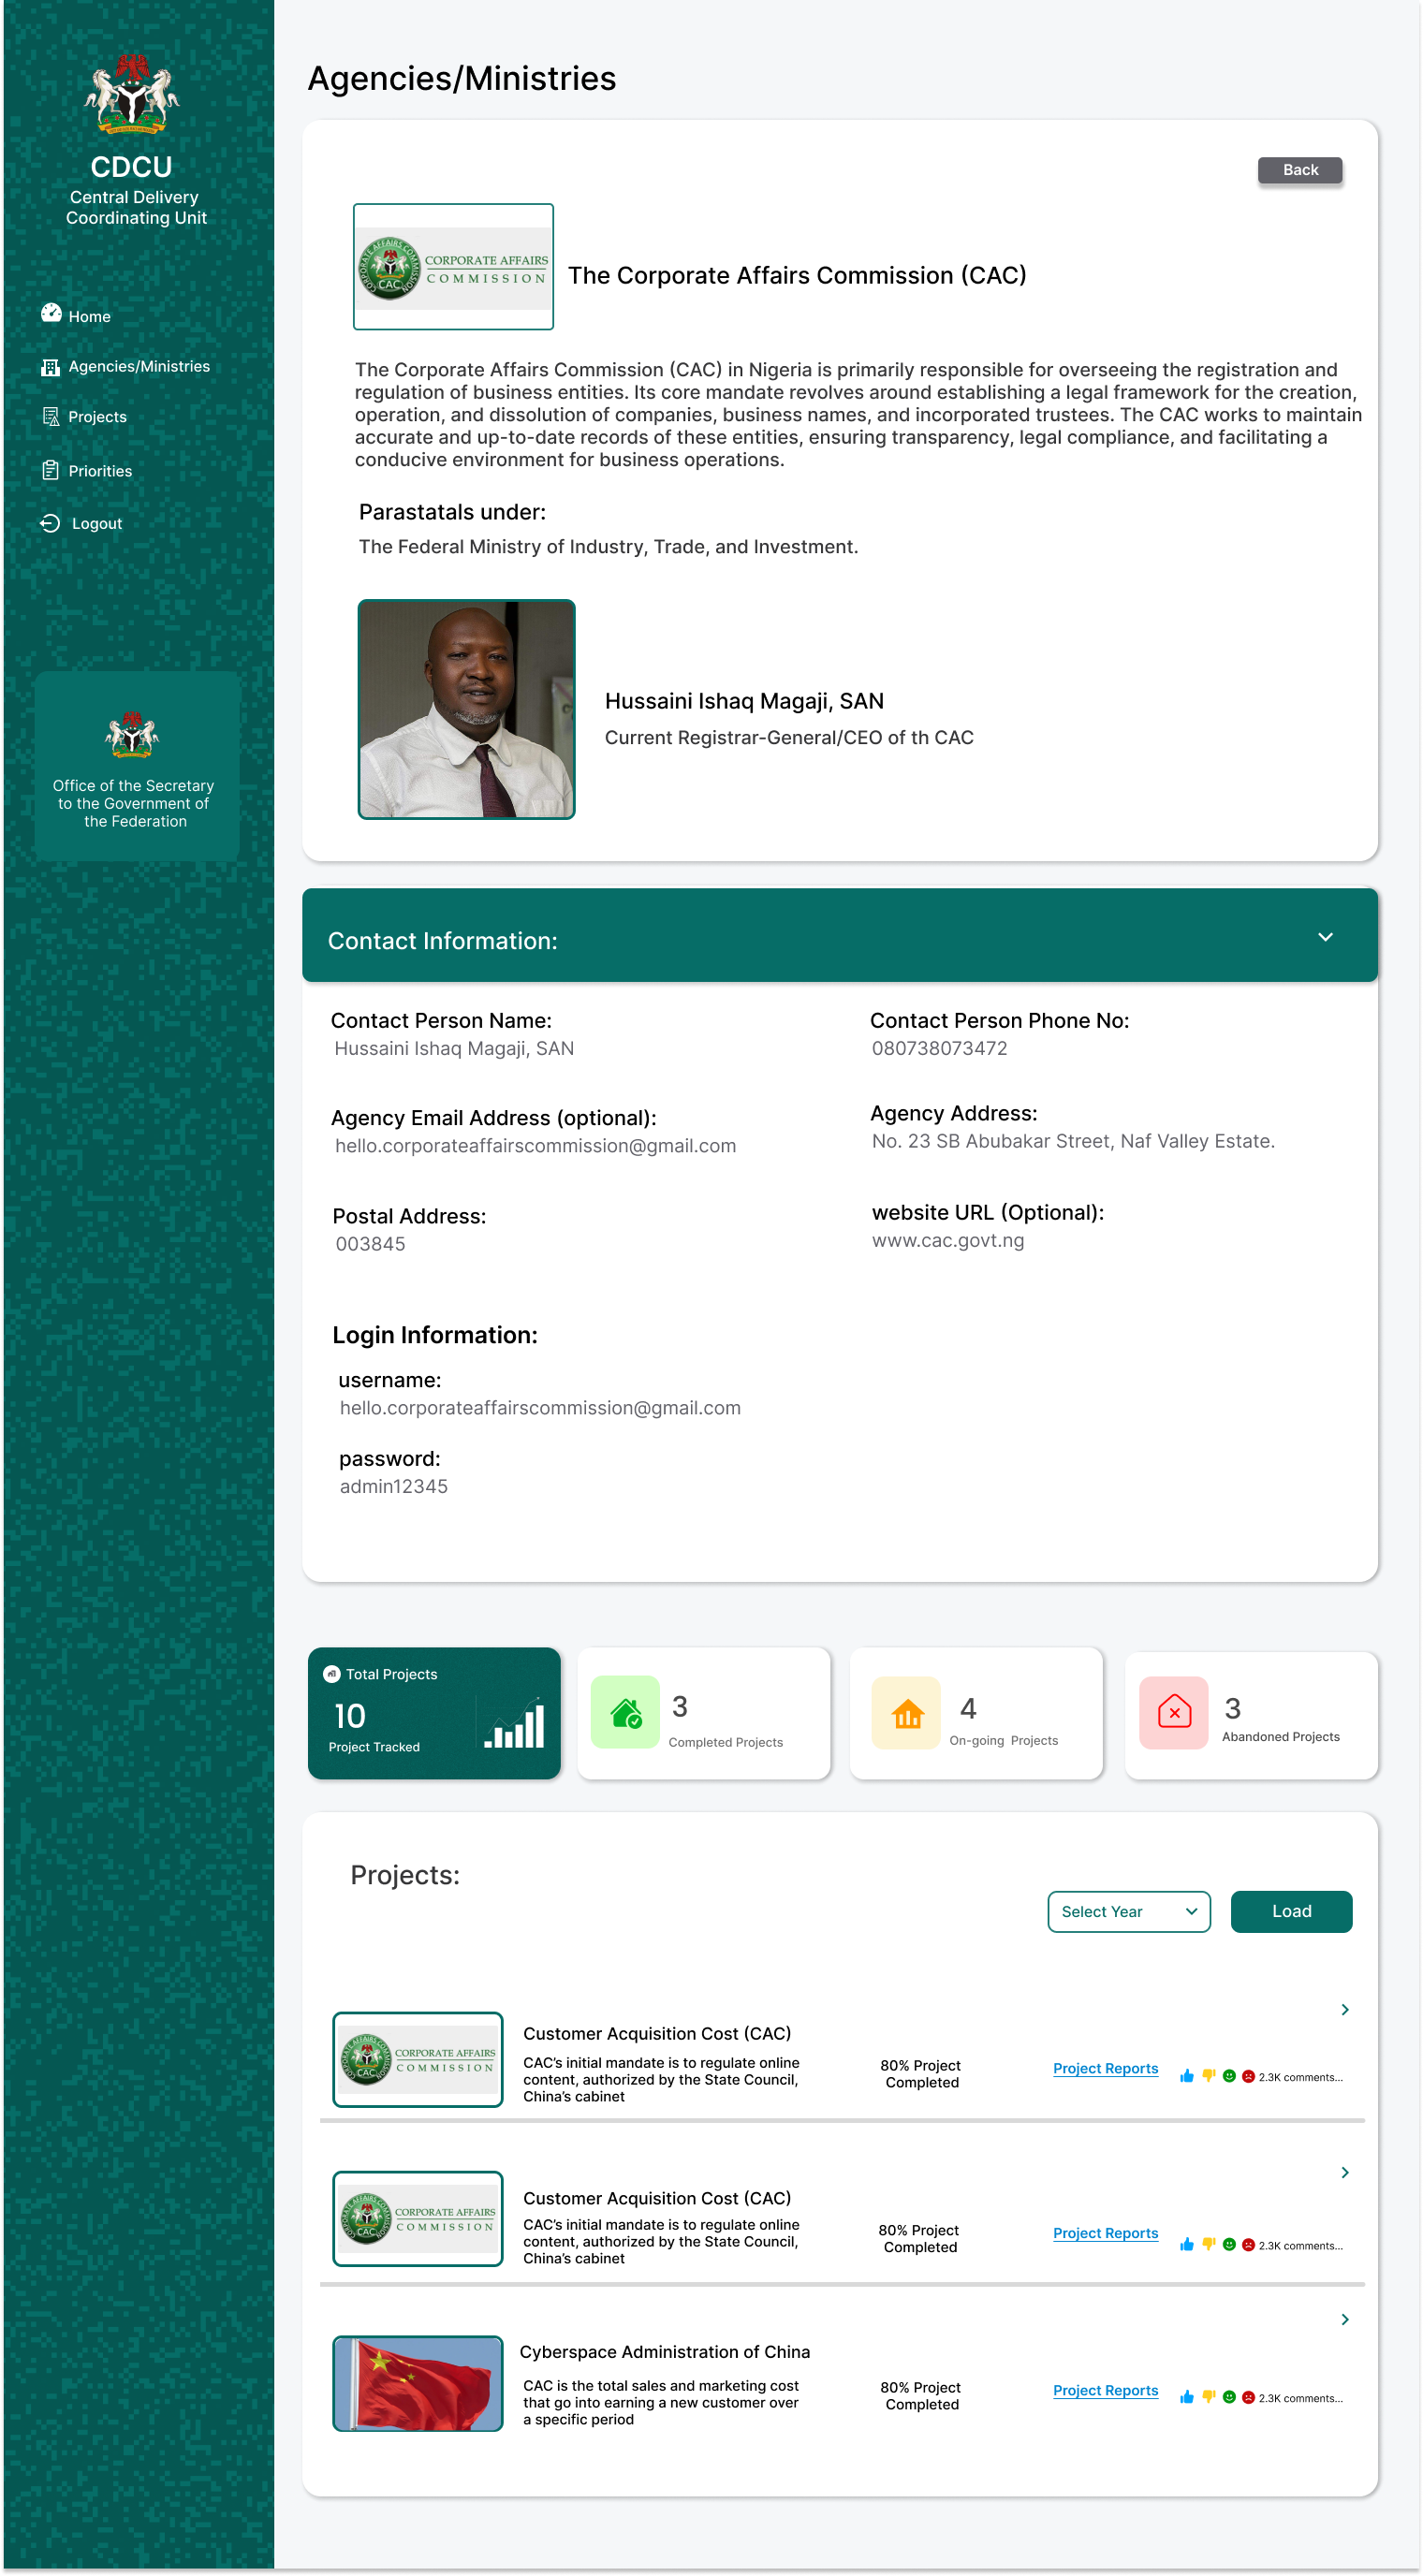 CDCU
Central Delivery
Coordinating Unit
Home
Agencies/Ministries
Projects
Priorities
Logout
Office of the Secretary
to the Government of
the Federation
Agencies/Ministries
Back
CORPORATE AFFAIRS COMMISSION
CAC
CORPORATE AFFAIRS
COMMISSION
The Corporate Affairs Commission (CAC)
The Corporate Affairs Commission (CAC) in Nigeria is primarily responsible for overseeing the registration and
regulation of business entities. Its core mandate revolves around establishing a legal framework for the creation,
operation, and dissolution of companies, business names, and incorporated trustees. The CAC works to maintain
accurate and up-to-date records of these entities, ensuring transparency, legal compliance, and facilitating a
conducive environment for business operations.
Parastatals under:
The Federal Ministry of Industry, Trade, and Investment.
Hussaini Ishaq Magaji, SAN
Current Registrar-General/CEO of th CAC
Contact Information:
Contact Person Name:
Hussaini Ishaq Magaji, SAN
Contact Person Phone No:
080738073472
Agency Email Address (optional):
hello.corporateaffairscommission@gmail.com
Agency Address:
No. 23 SB Abubakar Street, Naf Valley Estate.
Postal Address:
003845
website URL (Optional):
www.cac.govt.ng
Login Information:
username:
hello.corporateaffairscommission@gmail.com
password:
admin12345
Total Projects
10
Project Tracked
3
Completed Projects
4
On-going Projects
3
Abandoned Projects
Projects:
Select Year
Load
CORPORATE AFFAIRS COMMISSION
CAC
CORPORATE AFFAIRS
COMMISSION
Customer Acquisition Cost (CAC)
CAC's initial mandate is to regulate online
content, authorized by the State Council,
China's cabinet
80% Project
Completed
Project Reports
2.3K comments...
CORPORATE AFFAIRS COMMISSION
CAC
CORPORATE AFFAIRS
COMMISSION
Customer Acquisition Cost (CAC)
CAC's initial mandate is to regulate online
content, authorized by the State Council,
China's cabinet
80% Project
Completed
Project Reports
2.3K comments...
Cyberspace Administration of China
CAC is the total sales and marketing cost
that go into earning a new customer over
a specific period
80% Project
Completed
Project Reports
2.3K comments...